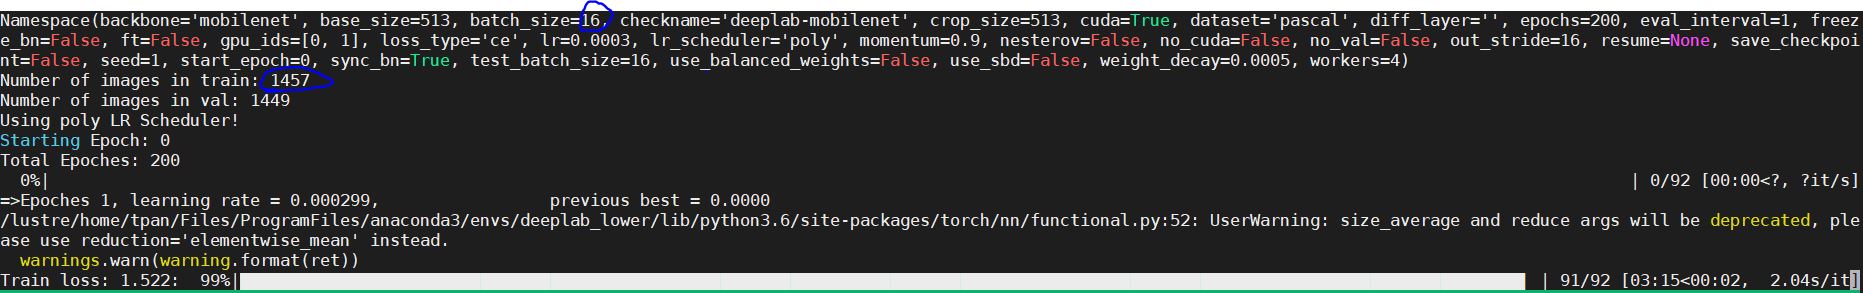 Namespace(backbone='mobilenet', base_size=513, batch_size=16, checkname='deeplab-mobilenet', crop_size=513, cuda=True, dataset='pascal', diff_layer='', epochs=200, eval_interval=1, freez
e_bn=False, ft=False, gpu_ids=[0, 1], loss_type='ce', lr=0.0003, lr_scheduler='poly', momentum=0.9, nesterov=False, no_cuda=False, no_val=False, out_stride=16, resume=None, save_checkpoi
nt=False, seed=1, start_epoch=0, sync_bn=True, test_batch_size=16, use_balanced_weights=False, use_sbd=False, weight_decay=0.0005, workers=4)
Number of images in train: 1457
Number of images in val: 1449
Using poly LR Scheduler!
Starting Epoch: 0
Total Epoches: 200
0%| | 0/92 [00:00<?, ?it/s]
=>Epoches 1, learning rate = 0.000299, previous best = 0.0000
/lustre/home/tpan/Files/ProgramFiles/anaconda3/envs/deeplab_lower/lib/python3.6/site-packages/torch/nn/functional.py:52: UserWarning: size_average and reduce args will be deprecated, ple
ase use reduction='elementwise_mean' instead.
warnings.warn(warning.format(ret))
Train loss: 1.522: 99%| | 91/92 [03:15<00:02, 2.04s/it]